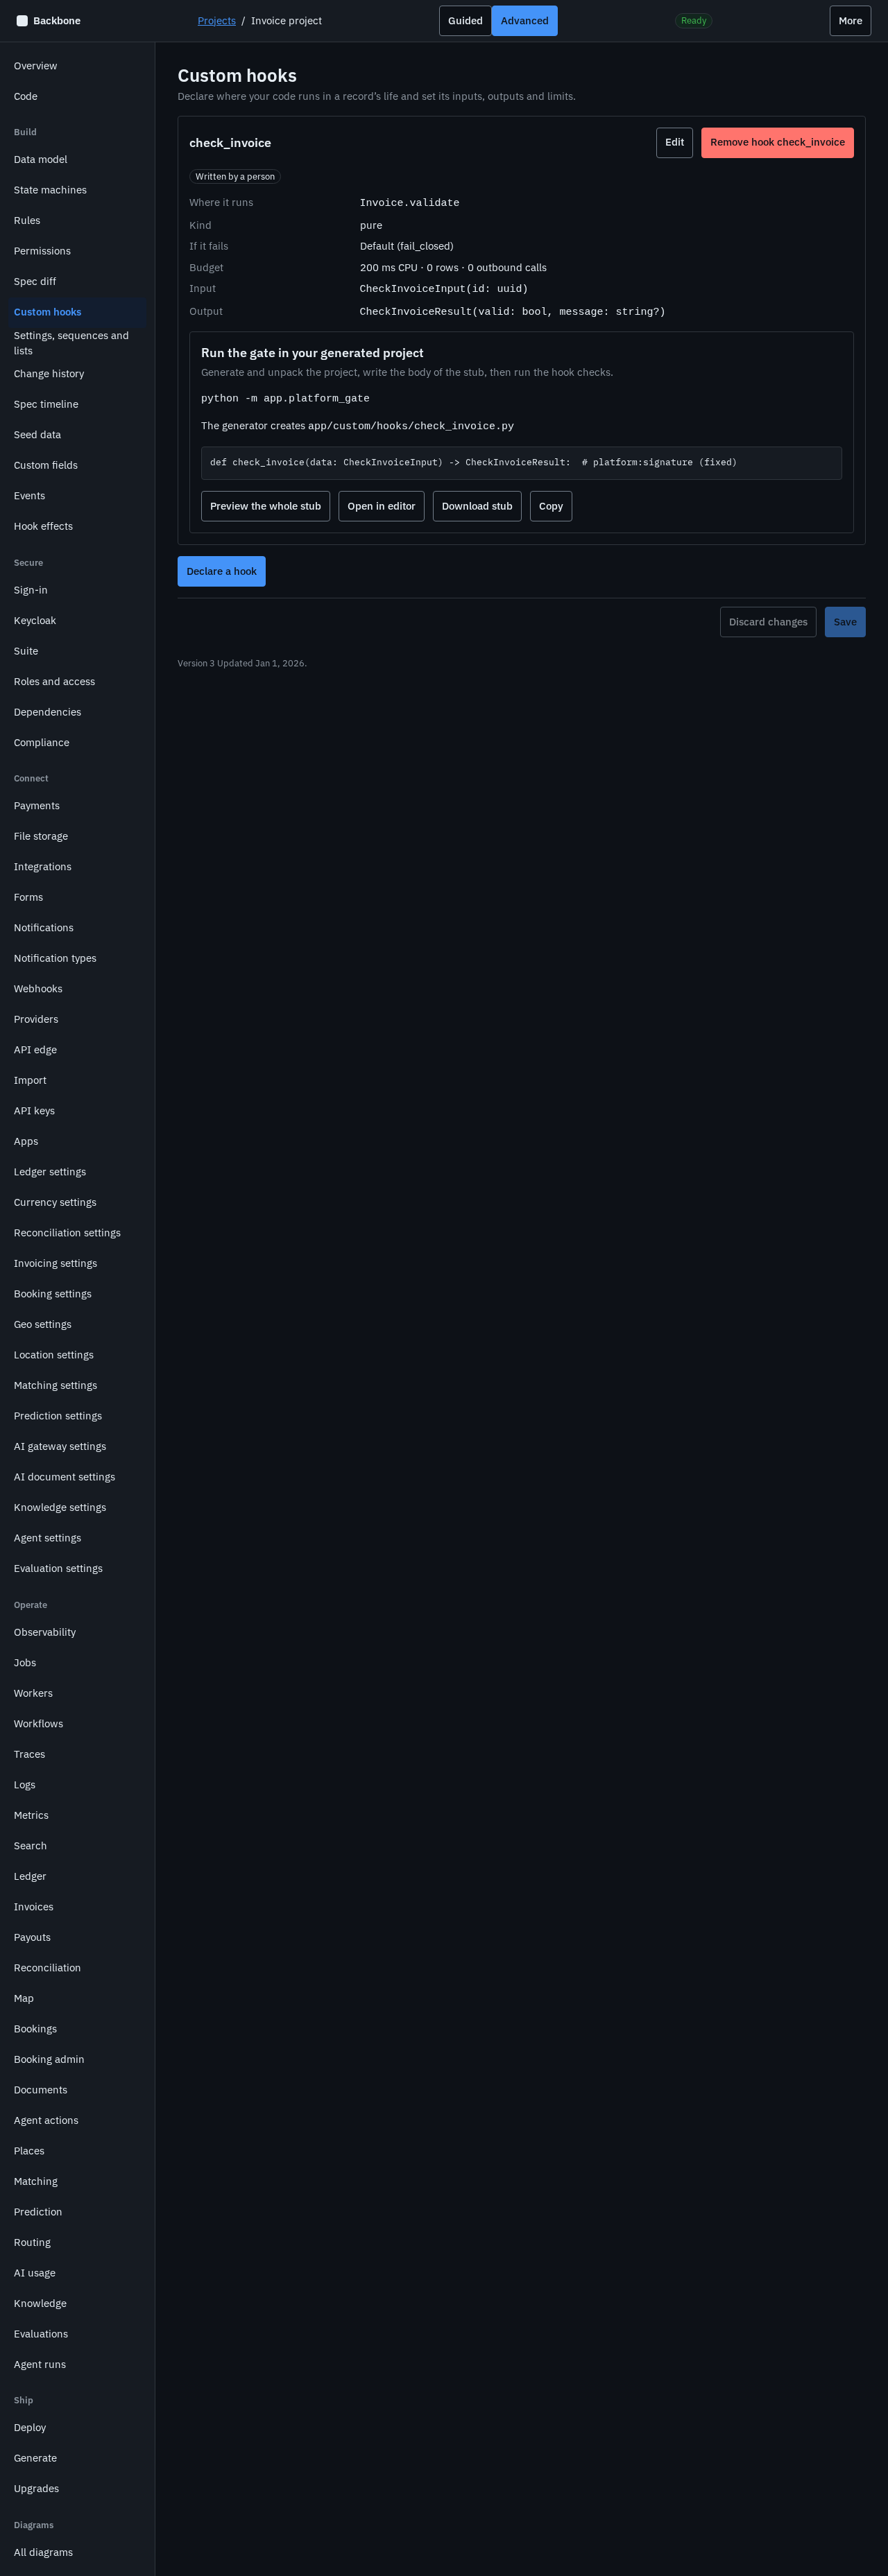 Backbone
Projects / Invoice project
Guided
Advanced
Ready
More
Overview
Code
Build
Data model
State machines
Rules
Permissions
Spec diff
Custom hooks
Settings, sequences and
lists
Change history
Spec timeline
Seed data
Custom fields
Events
Hook effects
Secure
Sign-in
Keycloak
Suite
Roles and access
Dependencies
Compliance
Connect
Payments
File storage
Integrations
Forms
Notifications
Notification types
Webhooks
Providers
API edge
Import
API keys
Apps
Ledger settings
Currency settings
Reconciliation settings
Invoicing settings
Booking settings
Geo settings
Location settings
Matching settings
Prediction settings
AI gateway settings
AI document settings
Knowledge settings
Agent settings
Evaluation settings
Operate
Observability
Jobs
Workers
Workflows
Traces
Logs
Metrics
Search
Ledger
Invoices
Payouts
Reconciliation
Map
Bookings
Booking admin
Documents
Agent actions
Places
Matching
Prediction
Routing
AI usage
Knowledge
Evaluations
Agent runs
Ship
Deploy
Generate
Upgrades
Diagrams
All diagrams
Custom hooks
Declare where your code runs in a record's life and set its inputs, outputs and limits.
check_invoice
Edit
Remove hook check_invoice
Written by a person
Where it runs Invoice.validate
Kind pure
If it fails Default (fail_closed)
Budget 200 ms CPU · 0 rows · 0 outbound calls
Input CheckInvoiceInput(id: uuid)
Output CheckInvoiceResult(valid: bool, message: string?)
Run the gate in your generated project
Generate and unpack the project, write the body of the stub, then run the hook checks.
python -m app.platform_gate
The generator creates app/custom/hooks/check_invoice.py
def check_invoice(data: CheckInvoiceInput) -> CheckInvoiceResult:  # platform:signature (fixed)
Preview the whole stub
Open in editor
Download stub
Copy
Declare a hook
Discard changes
Save
Version 3 Updated Jan 1, 2026.